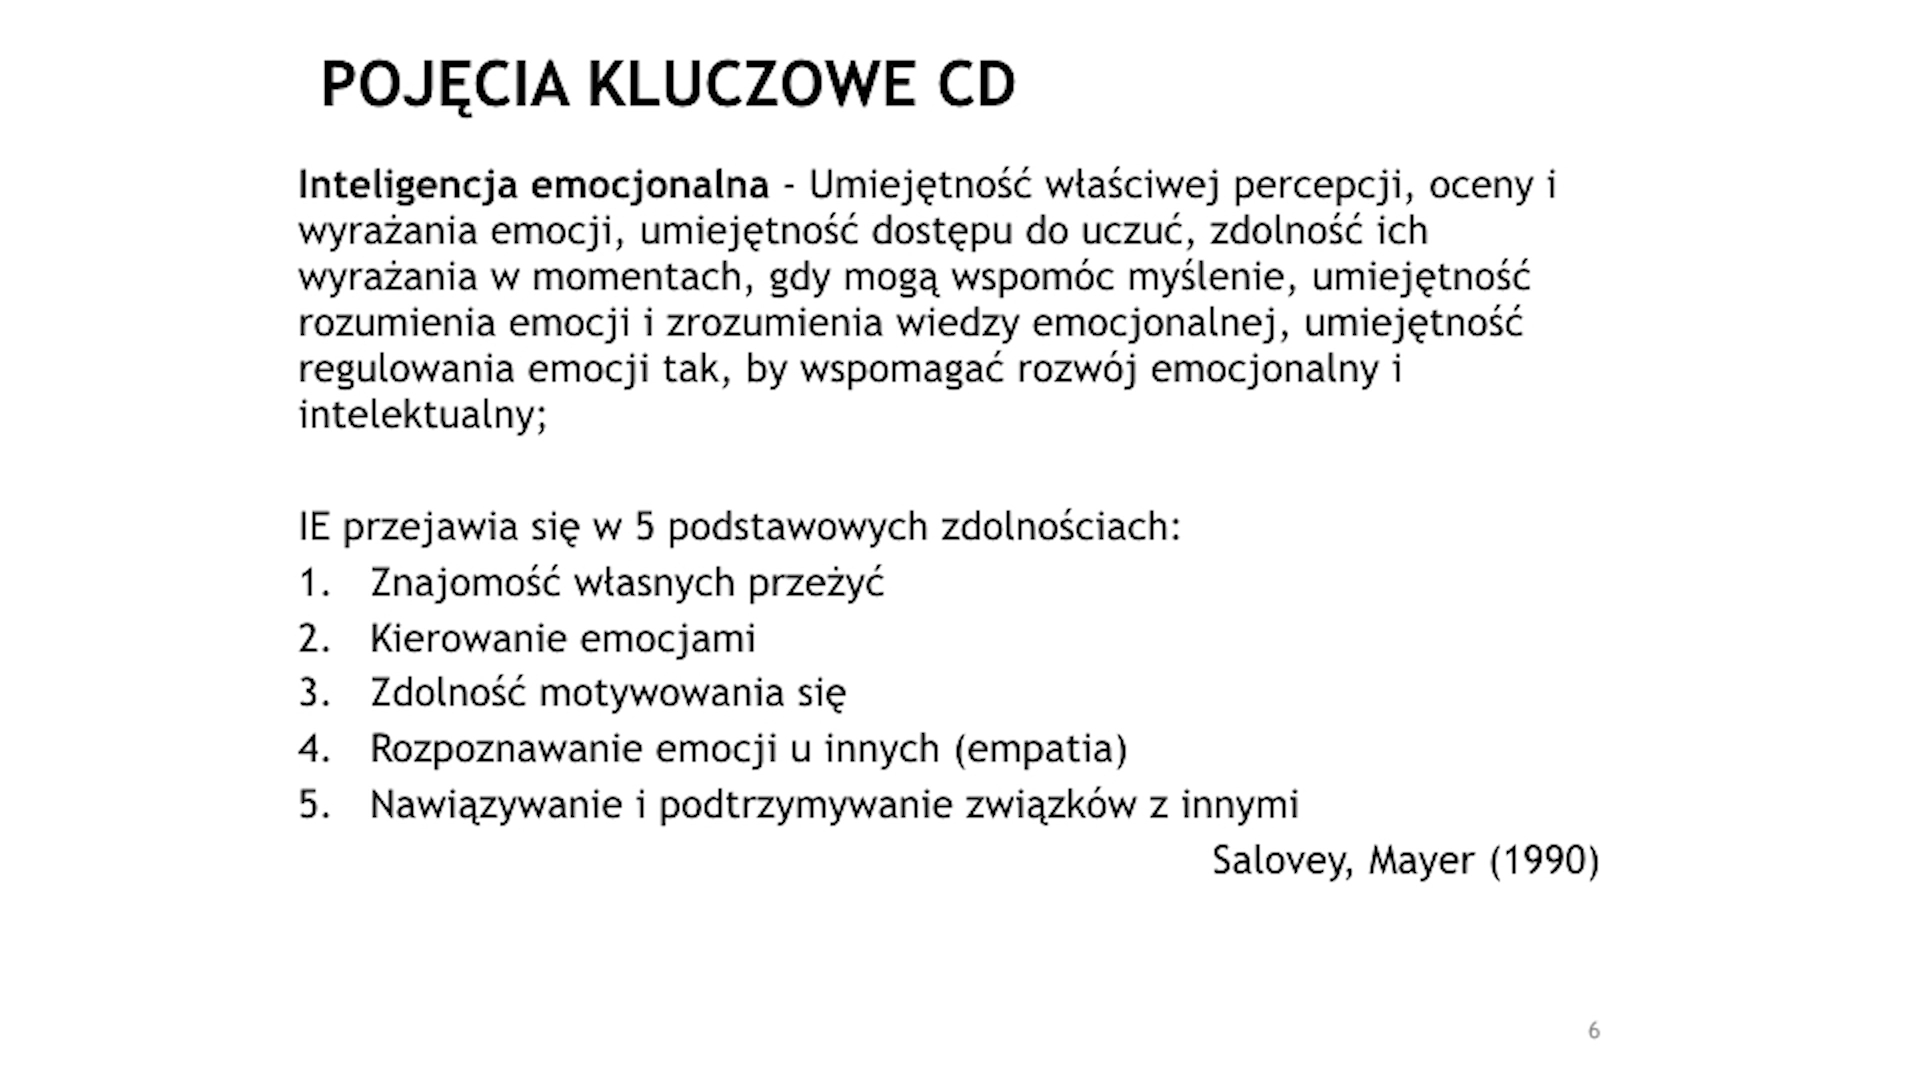 POJĘCIA KLUCZOWE CD
Inteligencja emocjonalna - Umiejętność właściwej percepcji, oceny i
wyrażania emocji, umiejętność dostępu do uczuć, zdolność ich
wyrażania w momentach, gdy mogą wspomóc myślenie, umiejętność
rozumienia emocji i zrozumienia wiedzy emocjonalnej, umiejętność
regulowania emocji tak, by wspomagać rozwój emocjonalny i
intelektualny;
IE przejawia się w 5 podstawowych zdolnościach:
1. Znajomość własnych przeżyć
2. Kierowanie emocjami
3. Zdolność motywowania się
4. Rozpoznawanie emocji u innych (empatia)
5. Nawiązywanie i podtrzymywanie związków z innymi
Salovey, Mayer (1990)
6